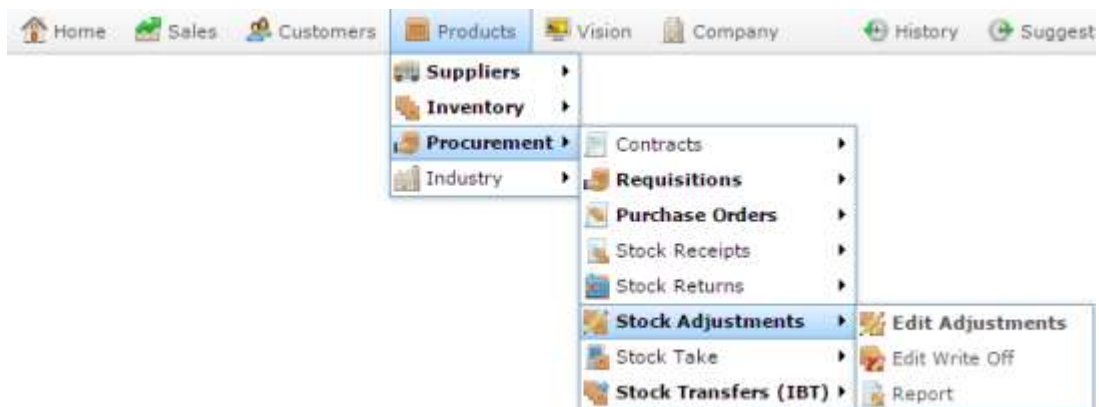 Home Sales Customers Products Vision Company History Suggest
Suppliers
Inventory
Procurement
Industry
Contracts
Requisitions
Purchase Orders
Stock Receipts
Stock Returns
Stock Adjustments
Stock Take
Stock Transfers (IBT)
Edit Adjustments
Edit Write Off
Report